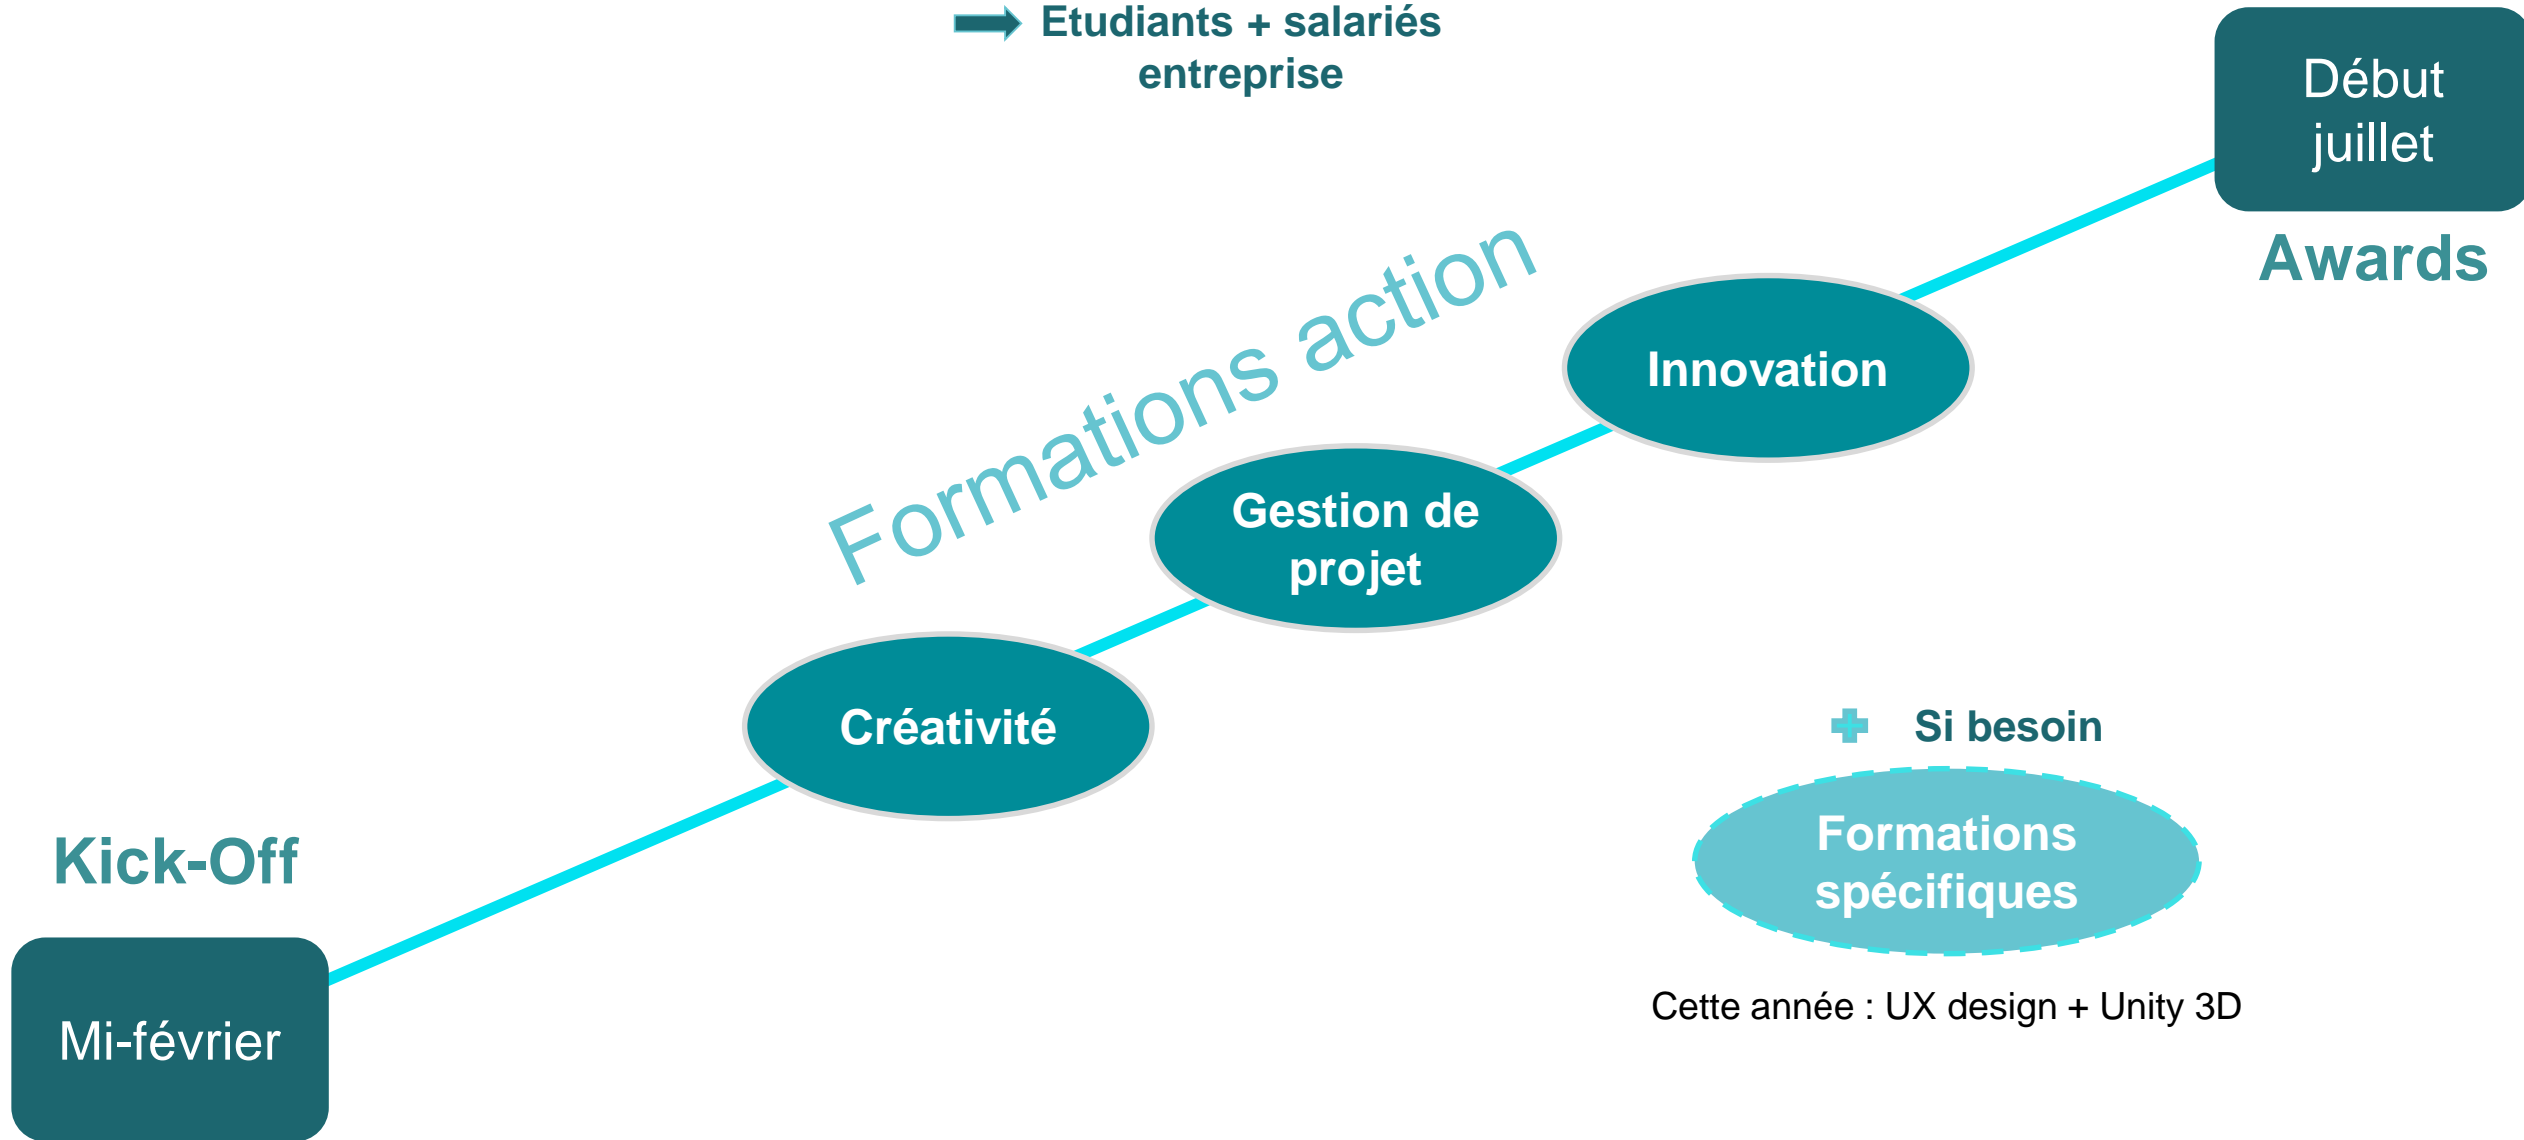 Etudiants + salariés
entreprise
Début
juillet
Awards
Formations action
Innovation
Gestion de
projet
Créativité
Si besoin
Formations
spécifiques
Cette année : UX design + Unity 3D
Kick-Off
Mi-février